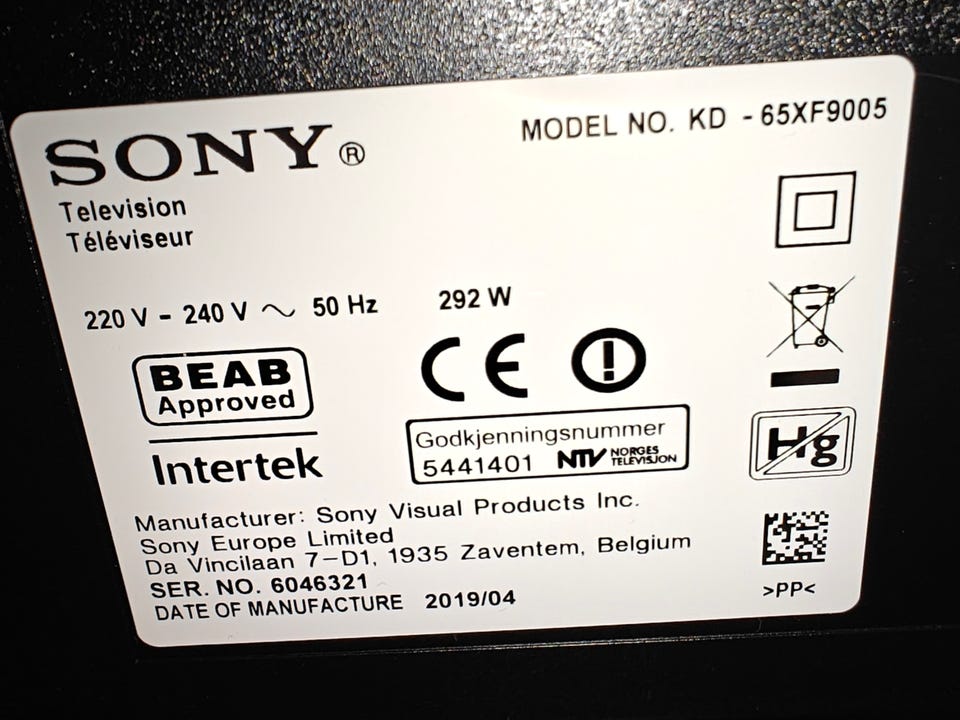 SONY®
MODEL NO. KD - 65XF9005
Television
Téléviseur
220 V - 240 V ~ 50 Hz 292 W
BEAB
Approved
CE
Intertek
Godkjenningsnummer
5441401 NTV NORGES TELEVISJON
Hg
Manufacturer: Sony Visual Products Inc.
Sony Europe Limited
Da Vincilaan 7-D1, 1935 Zaventem, Belgium
SER. NO. 6046321
DATE OF MANUFACTURE 2019/04
>PP<